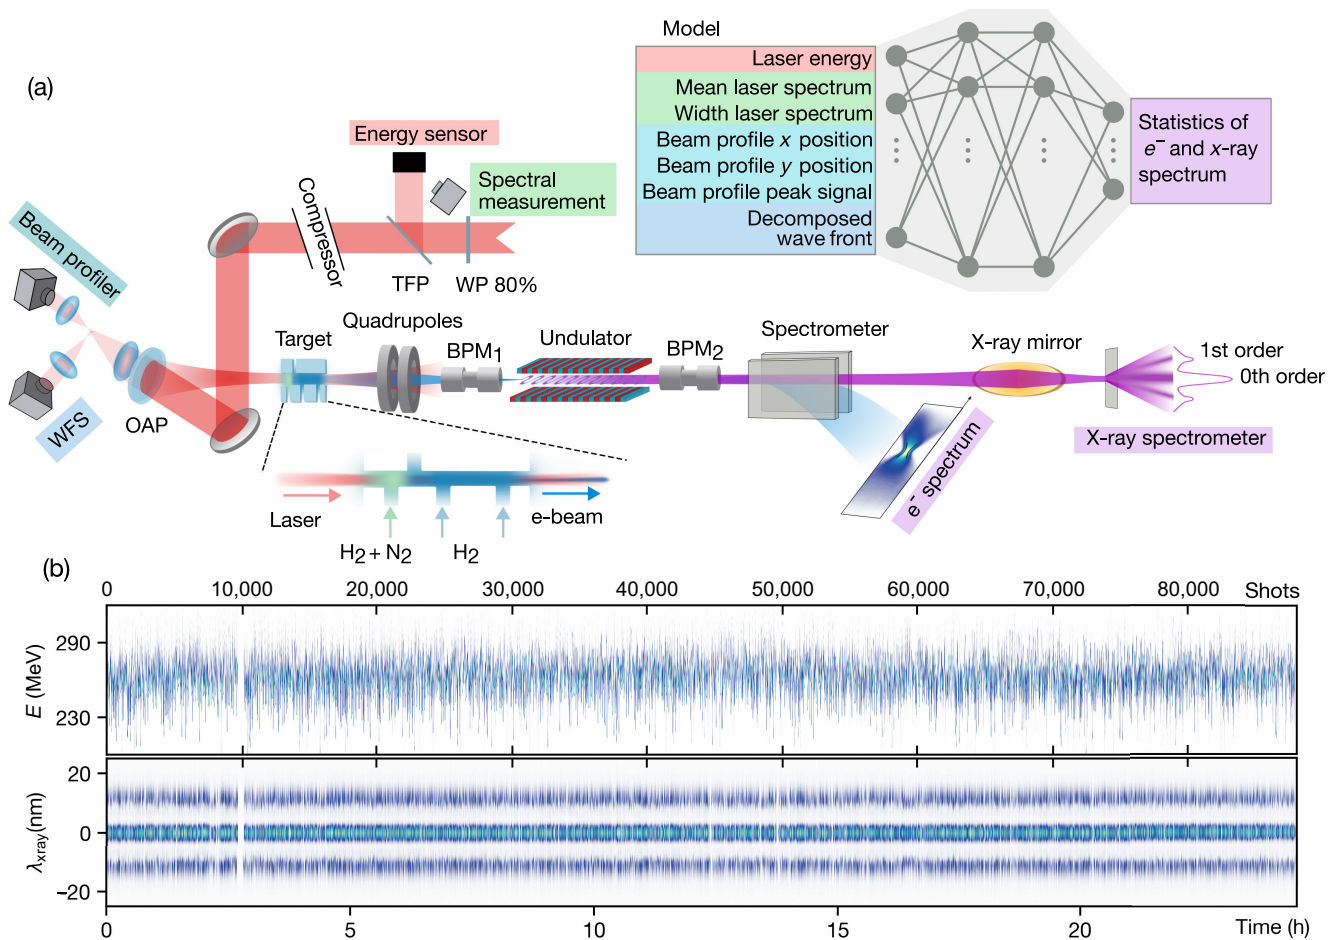 (a)
Model
Laser energy
Mean laser spectrum
Width laser spectrum
Beam profile x position
Beam profile y position
Beam profile peak signal
Decomposed
wave front
Statistics of
e⁻ and x-ray
spectrum
Energy sensor
Spectral
measurement
Compressor
TFP
WP 80%
Beam profiler
WFS
OAP
Target
Quadrupoles
BPM₁
Undulator
BPM₂
Spectrometer
X-ray mirror
1st order
0th order
X-ray spectrometer
e⁻ spectrum
Laser
e-beam
H₂ + N₂
H₂
(b)
0 10,000 20,000 30,000 40,000 50,000 60,000 70,000 80,000 Shots
E (MeV)
290
230
λxray(nm)
20
0
−20
0 5 10 15 20 Time (h)